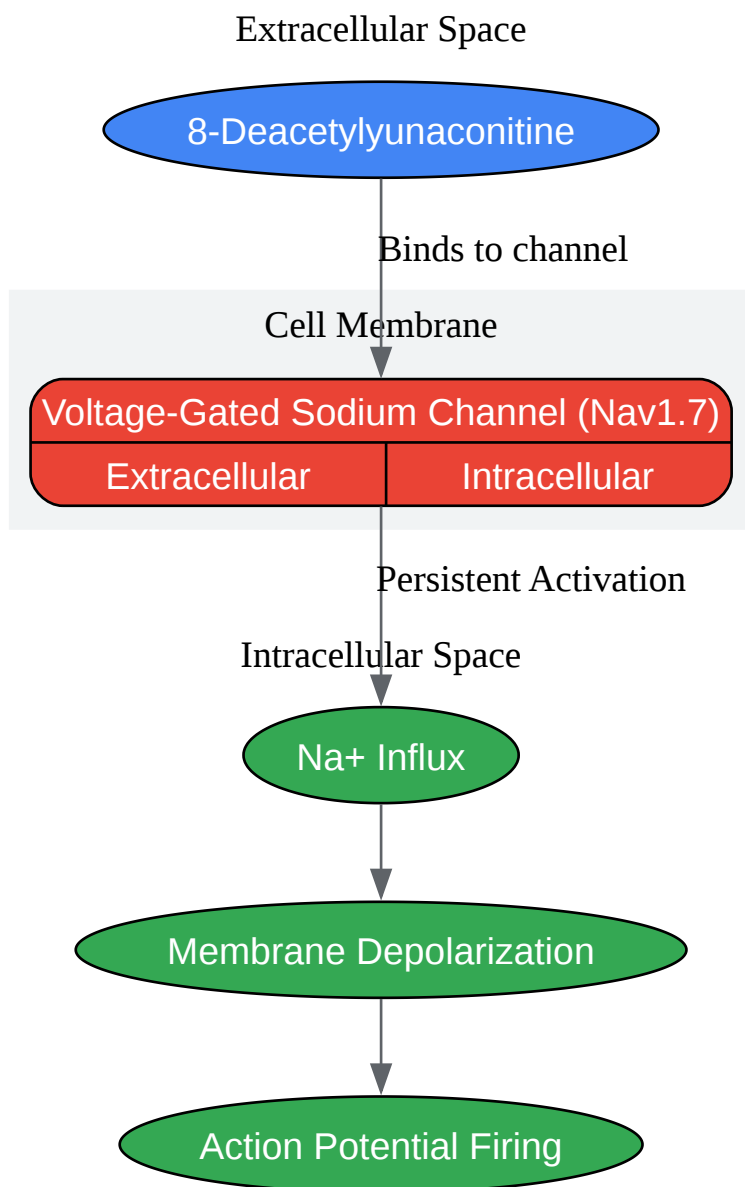 Extracellular Space
8-Deacetylyunaconitine
Binds to channel
Cell Membrane
Voltage-Gated Sodium Channel (Nav1.7)
Extracellular
Intracellular
Persistent Activation
Intracellular Space
Na+ Influx
Membrane Depolarization
Action Potential Firing